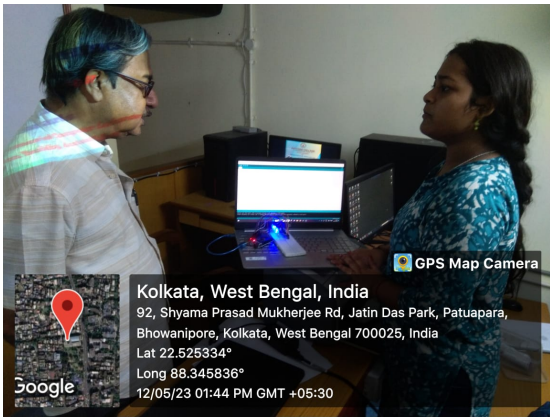 GPS Map Camera
Kolkata, West Bengal, India
92, Shyama Prasad Mukherjee Rd, Jatin Das Park, Patuapara,
Bhowanipore, Kolkata, West Bengal 700025, India
Lat 22.525334°
Long 88.345836°
12/05/23 01:44 PM GMT +05:30
Google